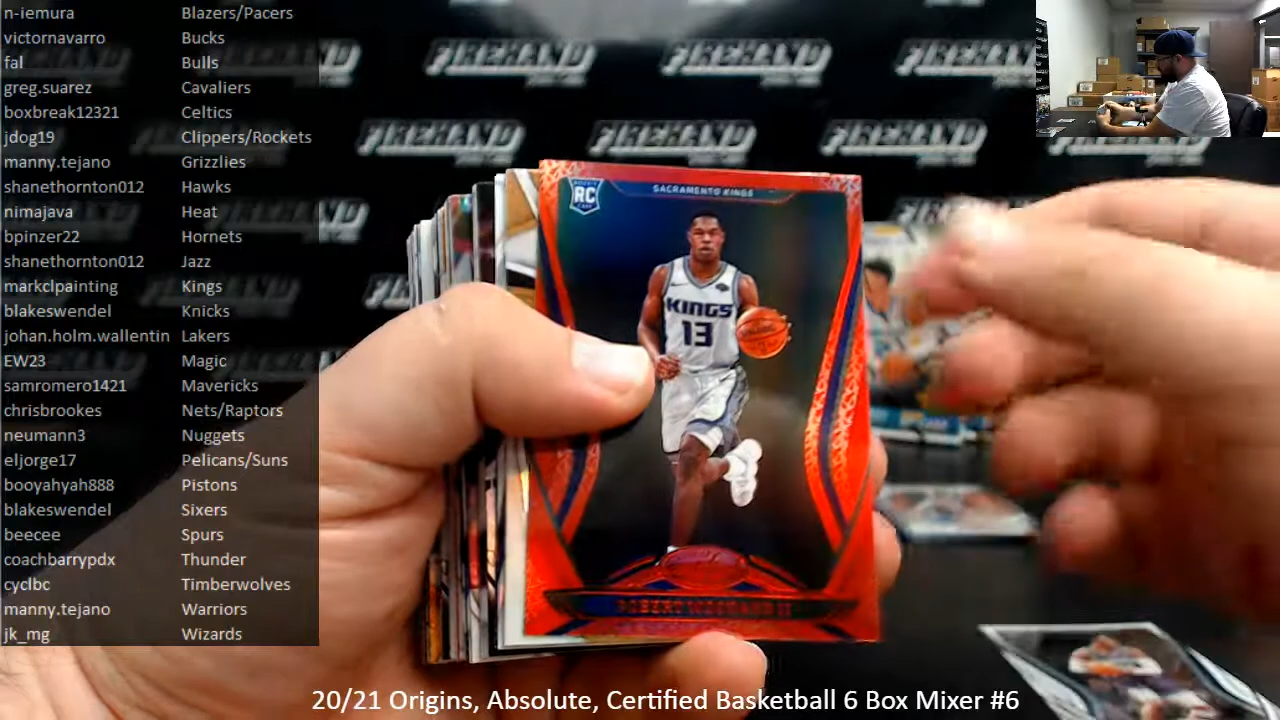 n-iemura Blazers/Pacers
victornavarro Bucks
fal Bulls
greg.suarez Cavaliers
boxbreak12321 Celtics
jdog19 Clippers/Rockets
manny.tejano Grizzlies
shanethornton012 Hawks
nimajava Heat
bpinzer22 Hornets
shanethornton012 Jazz
markclpainting Kings
blakeswendel Knicks
johan.holm.wallentin Lakers
EW23 Magic
samromero1421 Mavericks
chrisbrookes Nets/Raptors
neumann3 Nuggets
eljorge17 Pelicans/Suns
booyahyah888 Pistons
blakeswendel Sixers
beecee Spurs
coachbarrypdx Thunder
cyclbc Timberwolves
manny.tejano Warriors
jk_mg Wizards
FIREHAND FIREHAND
FIREHAND FIREHAND FIREHAND
RC
SACRAMENTO KINGS
KINGS
13
20/21 Origins, Absolute, Certified Basketball 6 Box Mixer #6